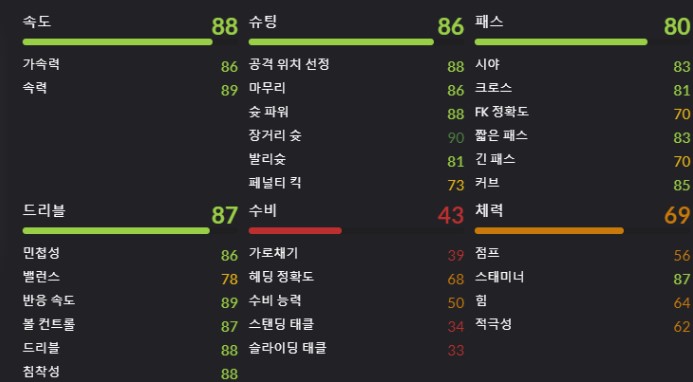 속도 88 슈팅 86 패스 80
가속력 86 공격 위치 선정 88 시야 83
속력 89 마무리 86 크로스 81
슛 파워 88 FK 정확도 70
장거리 슛 90 짧은 패스 83
발리슛 81 긴 패스 70
페널티 킥 73 커브 85
드리블 87 수비 43 체력 69
민첩성 86 가로채기 39 점프 56
밸런스 78 헤딩 정확도 68 스태미너 87
반응 속도 89 수비 능력 50 힘 64
볼 컨트롤 87 스탠딩 태클 34 적극성 62
드리블 88 슬라이딩 태클 33
침착성 88